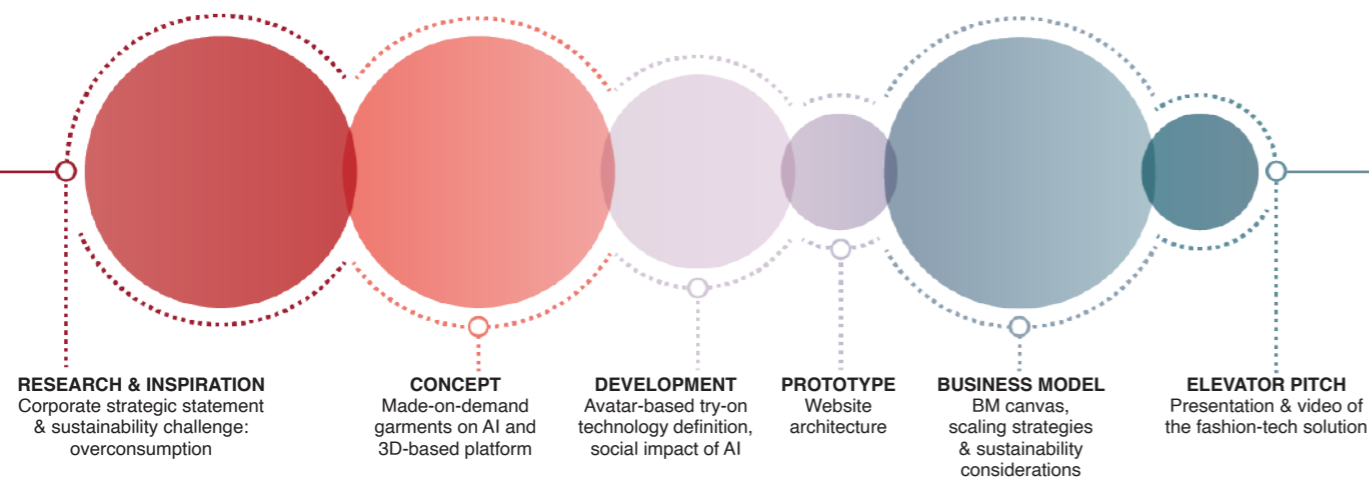 RESEARCH & INSPIRATION
Corporate strategic statement
& sustainability challenge:
overconsumption
CONCEPT
Made-on-demand
garments on AI and
3D-based platform
DEVELOPMENT
Avatar-based try-on
technology definition,
social impact of AI
PROTOTYPE
Website
architecture
BUSINESS MODEL
BM canvas,
scaling strategies
& sustainability
considerations
ELEVATOR PITCH
Presentation & video of
the fashion-tech solution